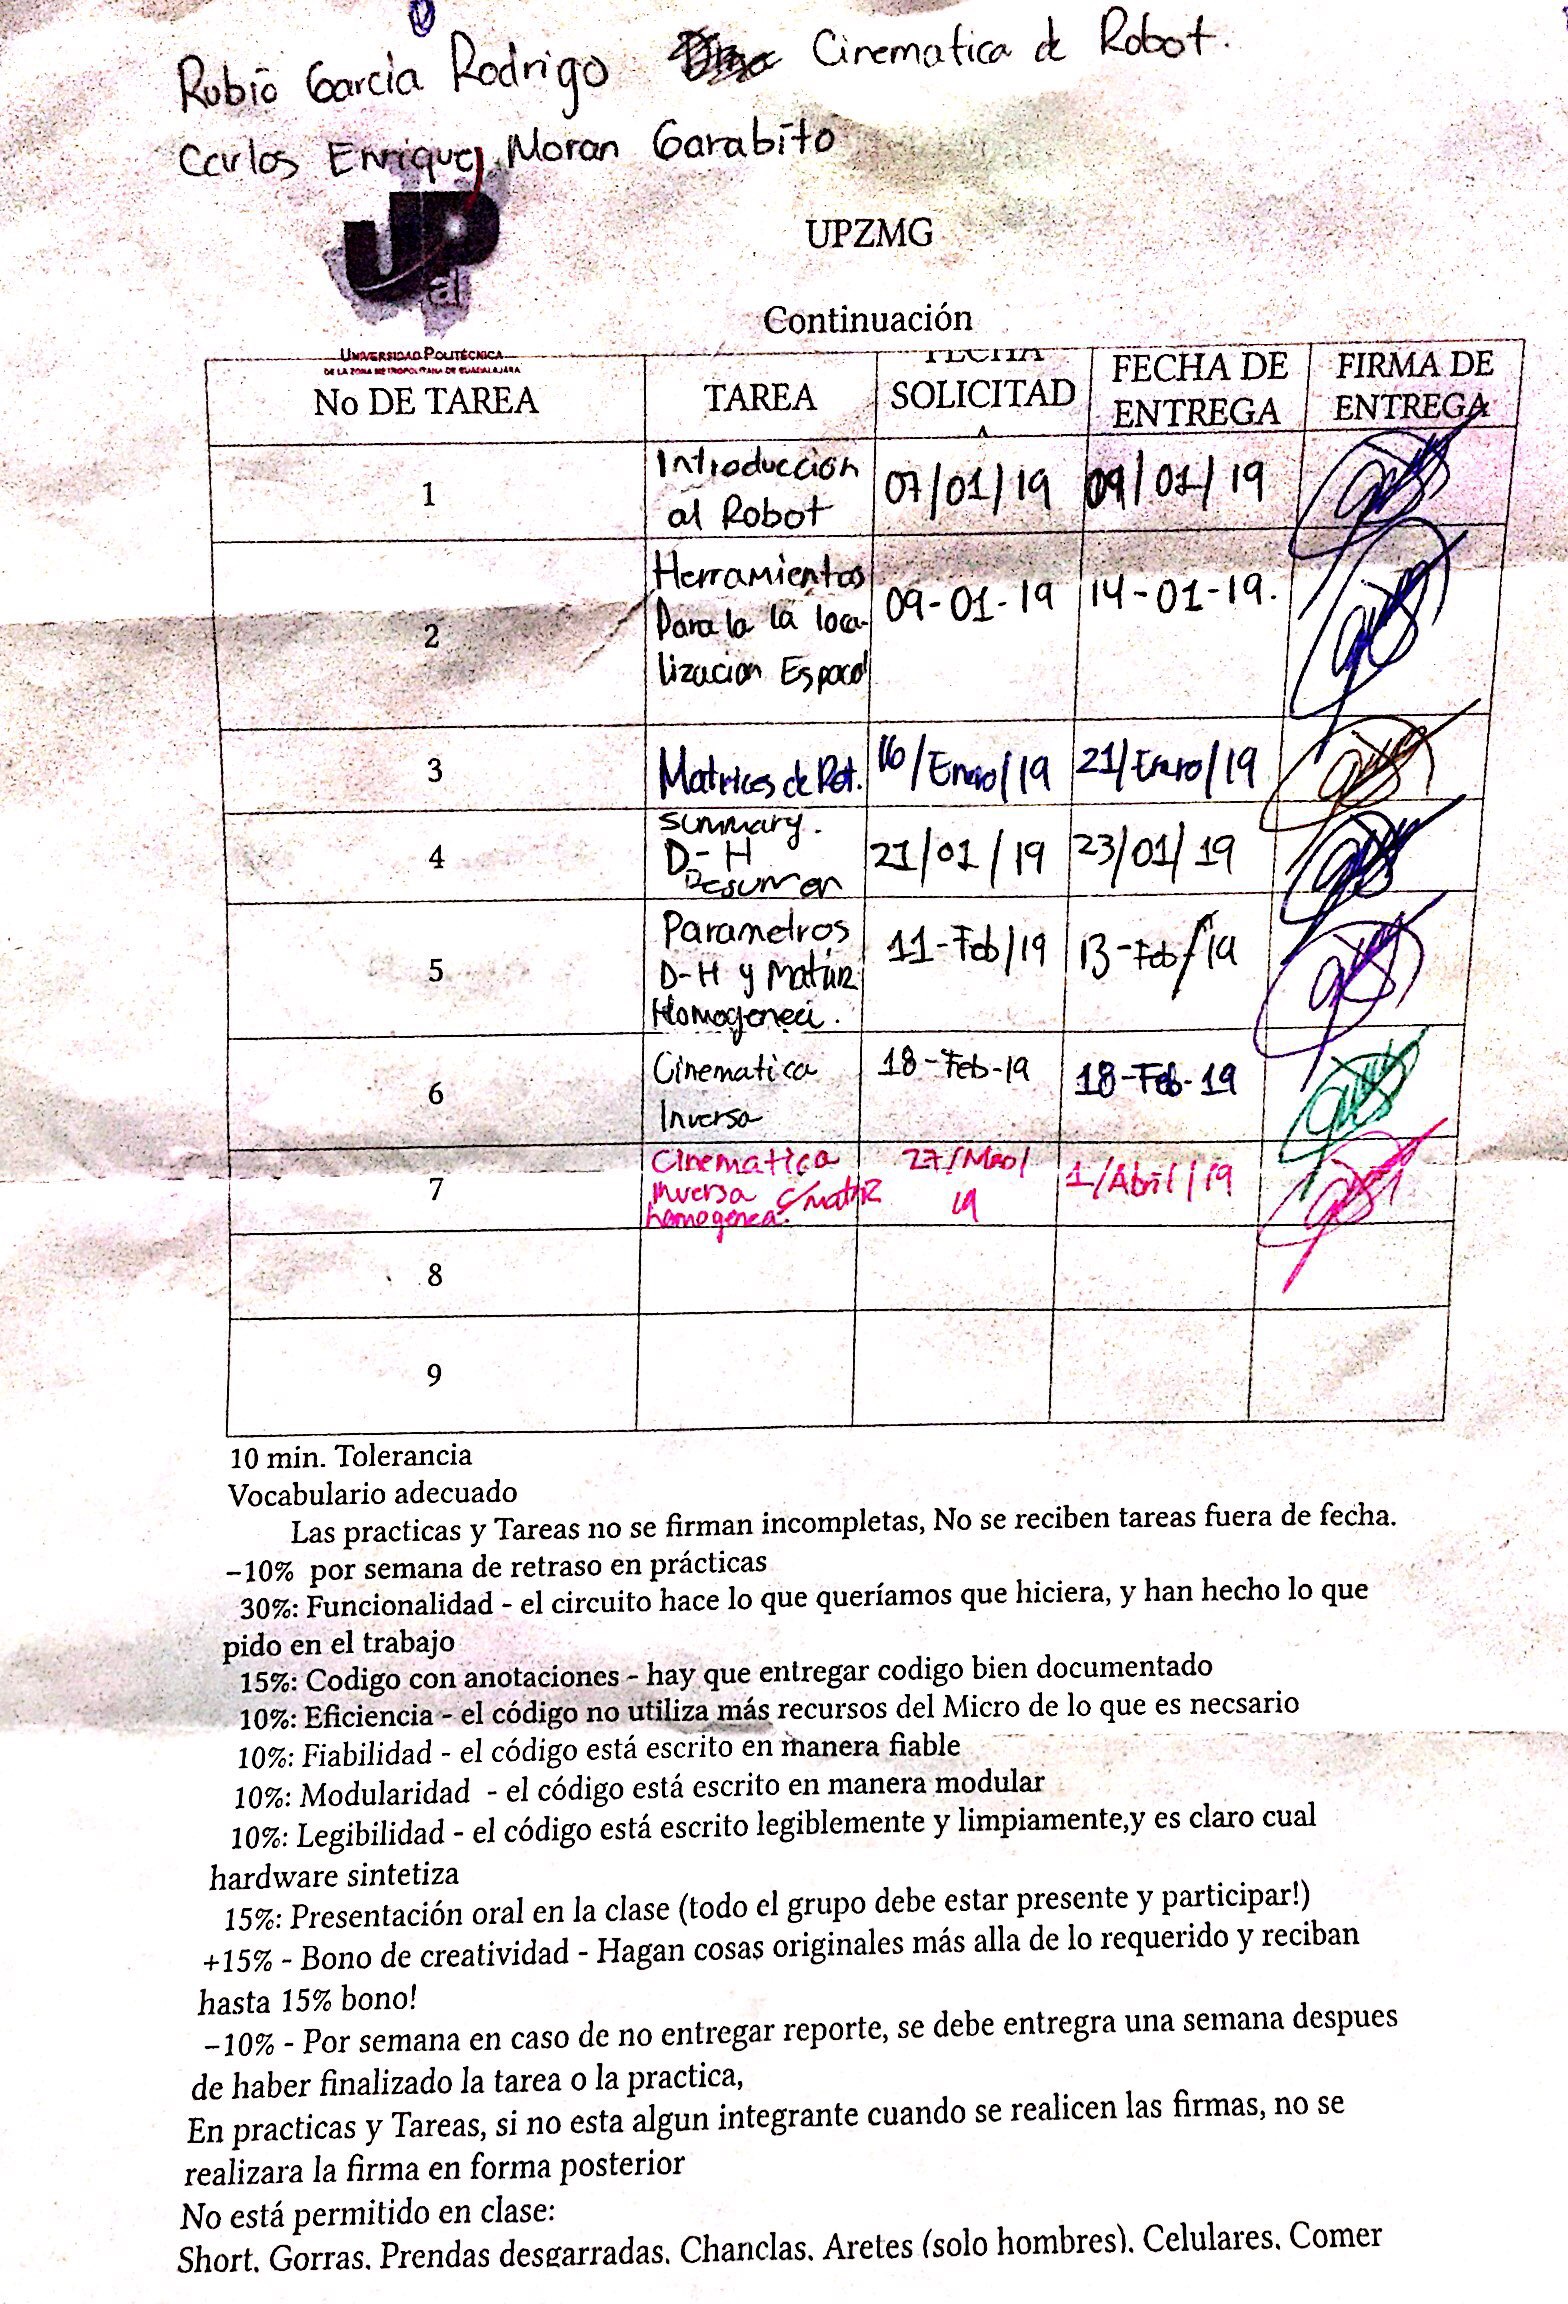 Rubio Garcia Rodrigo Cinematica de Robot.
Carlos Enrique Moran Garabito
UP
al
UNIVERSIDAD POLITÉCNICA
DE LA ZONA METROPOLITANA DE GUADALAJARA
UPZMG
Continuación
No DE TAREA TAREA FECHA SOLICITAD A FECHA DE ENTREGA FIRMA DE ENTREGA
1 Introduccion al Robot 07/01/19 09/01/19
2 Herramientas Para la la loca- lizacion Espacial 09-01-19 14-01-19.
3 Matrices de Rot. 16/Enero/19 21/Enero/19
4 summary. D-H Resumen 21/01/19 23/01/19
5 Parametros D-H y Matriz Homogenea. 11-Feb/19 13-Feb/19
6 Cinematica Inversa 18-Feb-19 18-Feb-19
7 Cinematica inversa c/matriz homogenea. 27/Mzo/19 1/Abril/19
8
9
10 min. Tolerancia
Vocabulario adecuado
Las practicas y Tareas no se firman incompletas, No se reciben tareas fuera de fecha.
–10% por semana de retraso en prácticas
30%: Funcionalidad - el circuito hace lo que queríamos que hiciera, y han hecho lo que
pido en el trabajo
15%: Codigo con anotaciones - hay que entregar codigo bien documentado
10%: Eficiencia - el código no utiliza más recursos del Micro de lo que es necsario
10%: Fiabilidad - el código está escrito en manera fiable
10%: Modularidad - el código está escrito en manera modular
10%: Legibilidad - el código está escrito legiblemente y limpiamente,y es claro cual
hardware sintetiza
15%: Presentación oral en la clase (todo el grupo debe estar presente y participar!)
+15% - Bono de creatividad - Hagan cosas originales más alla de lo requerido y reciban
hasta 15% bono!
–10% - Por semana en caso de no entregar reporte, se debe entregra una semana despues
de haber finalizado la tarea o la practica,
En practicas y Tareas, si no esta algun integrante cuando se realicen las firmas, no se
realizara la firma en forma posterior
No está permitido en clase:
Short, Gorras, Prendas desgarradas, Chanclas, Aretes (solo hombres), Celulares, Comer